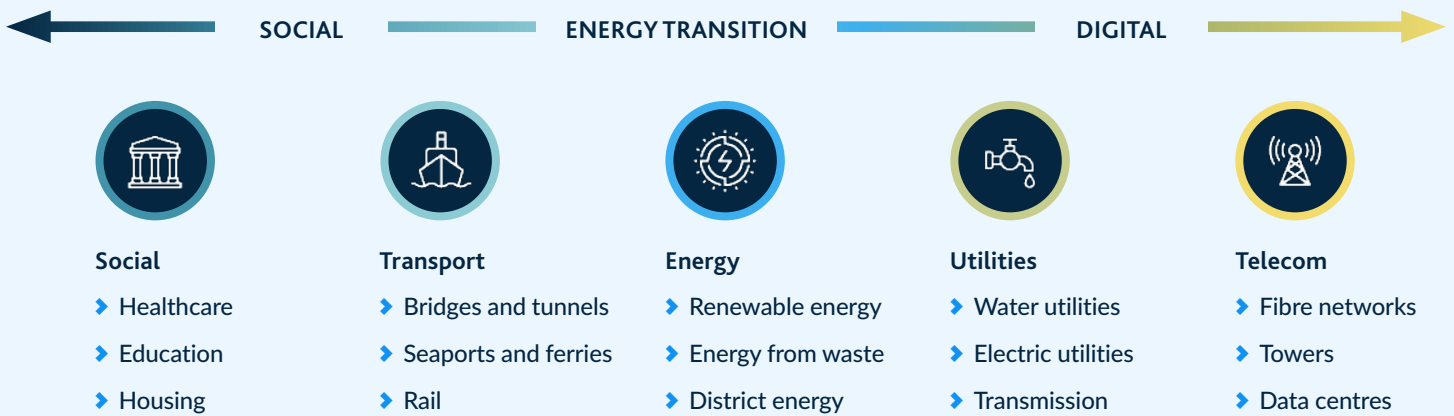 SOCIAL
ENERGY TRANSITION
DIGITAL
Social
Healthcare
Education
Housing
Transport
Bridges and tunnels
Seaports and ferries
Rail
Energy
Renewable energy
Energy from waste
District energy
Utilities
Water utilities
Electric utilities
Transmission
Telecom
Fibre networks
Towers
Data centres